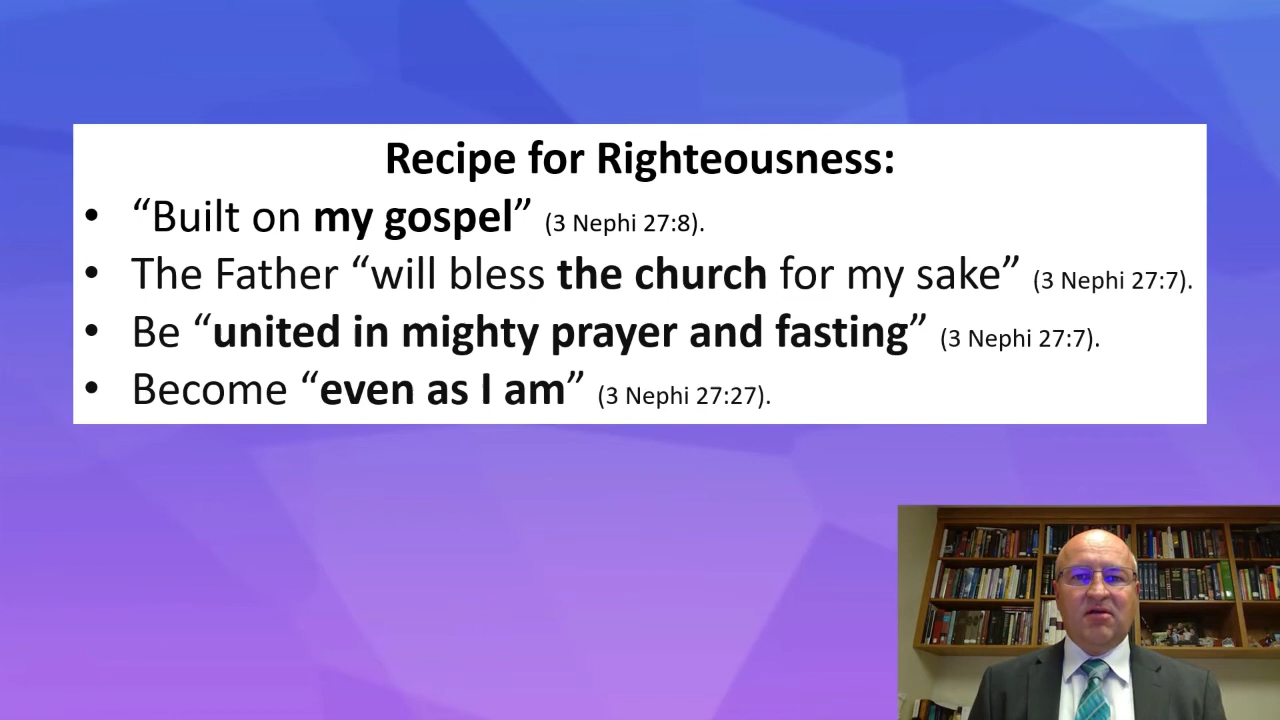 Recipe for Righteousness:
• “Built on my gospel” (3 Nephi 27:8).
• The Father “will bless the church for my sake” (3 Nephi 27:7).
• Be “united in mighty prayer and fasting” (3 Nephi 27:7).
• Become “even as I am” (3 Nephi 27:27).